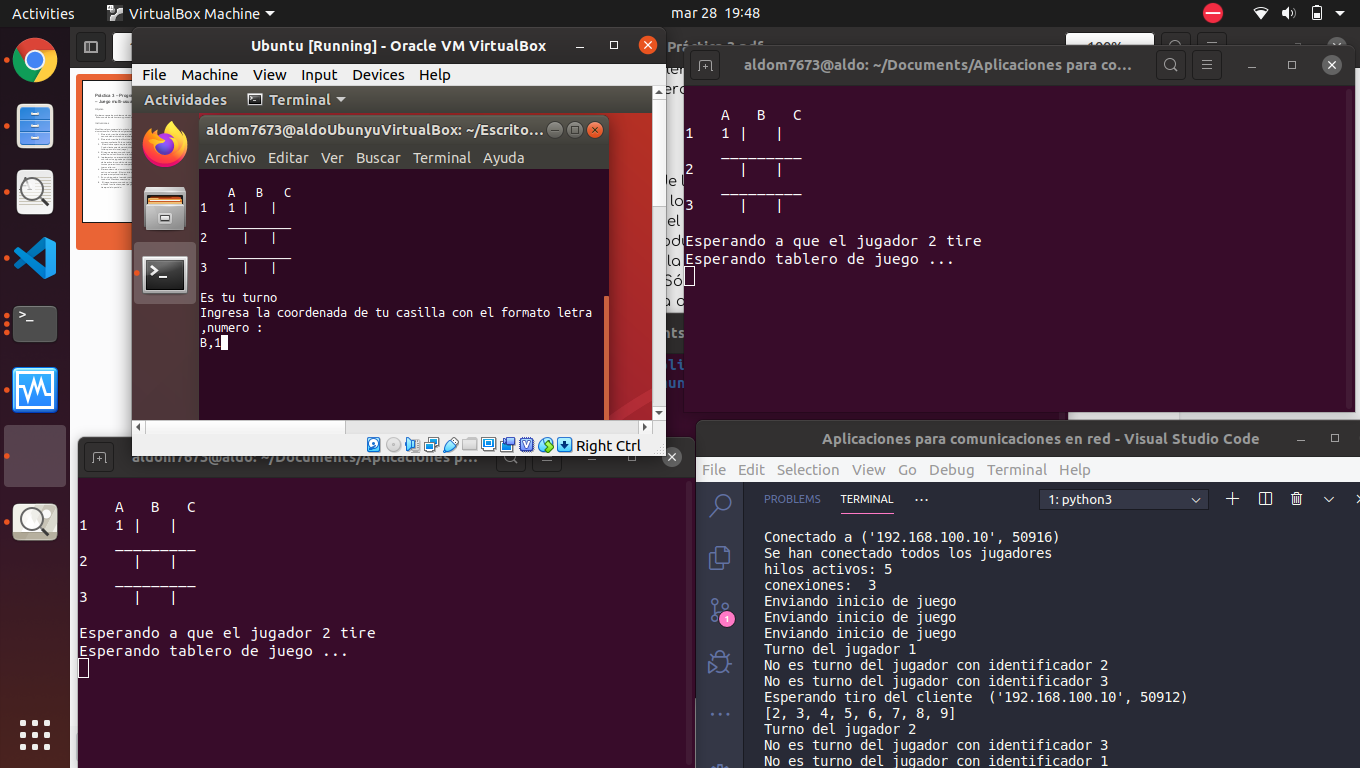 Activities
VirtualBox Machine
mar 28 19:48
Ubuntu [Running] - Oracle VM VirtualBox
File Machine View Input Devices Help
Actividades
Terminal
aldom7673@aldoUbunyuVirtualBox: ~/Escrito...
Archivo Editar Ver Buscar Terminal Ayuda
A B C
1 1 | |
__________
2 | |
__________
3 | |
Es tu turno
Ingresa la coordenada de tu casilla con el formato letra
,numero :
B,1
Right Ctrl
100%
aldom7673@aldo: ~/Documents/Aplicaciones para co...
A B C
1 1 | |
_________
2 | |
_________
3 | |
Esperando a que el jugador 2 tire
Esperando tablero de juego ...
aldom7673@aldo: ~/Documents/Aplicaciones p...
A B C
1 1 | |
_________
2 | |
_________
3 | |
Esperando a que el jugador 2 tire
Esperando tablero de juego ...
Aplicaciones para comunicaciones en red - Visual Studio Code
File Edit Selection View Go Debug Terminal Help
PROBLEMS TERMINAL ...
1: python3
1
Conectado a ('192.168.100.10', 50916)
Se han conectado todos los jugadores
hilos activos: 5
conexiones:  3
Enviando inicio de juego
Enviando inicio de juego
Enviando inicio de juego
Turno del jugador 1
No es turno del jugador con identificador 2
No es turno del jugador con identificador 3
Esperando tiro del cliente  ('192.168.100.10', 50912)
[2, 3, 4, 5, 6, 7, 8, 9]
Turno del jugador 2
No es turno del jugador con identificador 3
No es turno del jugador con identificador 1